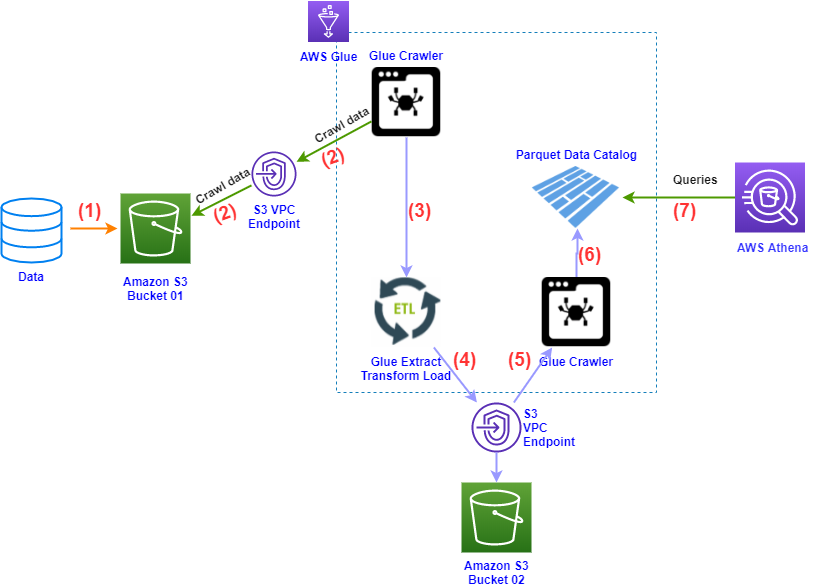 AWS Glue
Glue Crawler
Crawl data
(2)
Crawl data
(2)
S3 VPC
Endpoint
(1)
Data
Amazon S3
Bucket 01
(3)
ETL
Glue Extract
Transform Load
(4)
(5)
Glue Crawler
(6)
Parquet Data Catalog
Queries
(7)
AWS Athena
S3
VPC
Endpoint
Amazon S3
Bucket 02